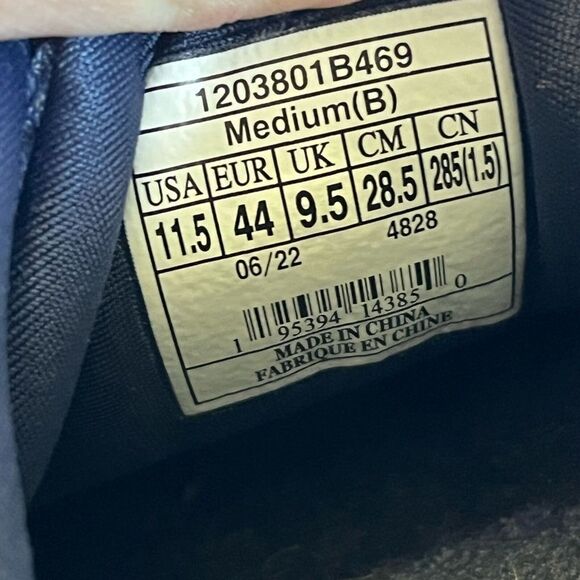 1203801B469
Medium(B)
USA EUR UK CM CN
11.5 44 9.5 28.5 285(1.5)
06/22 4828
1 95394 14385 0
MADE IN CHINA
FABRIQUE EN CHINE